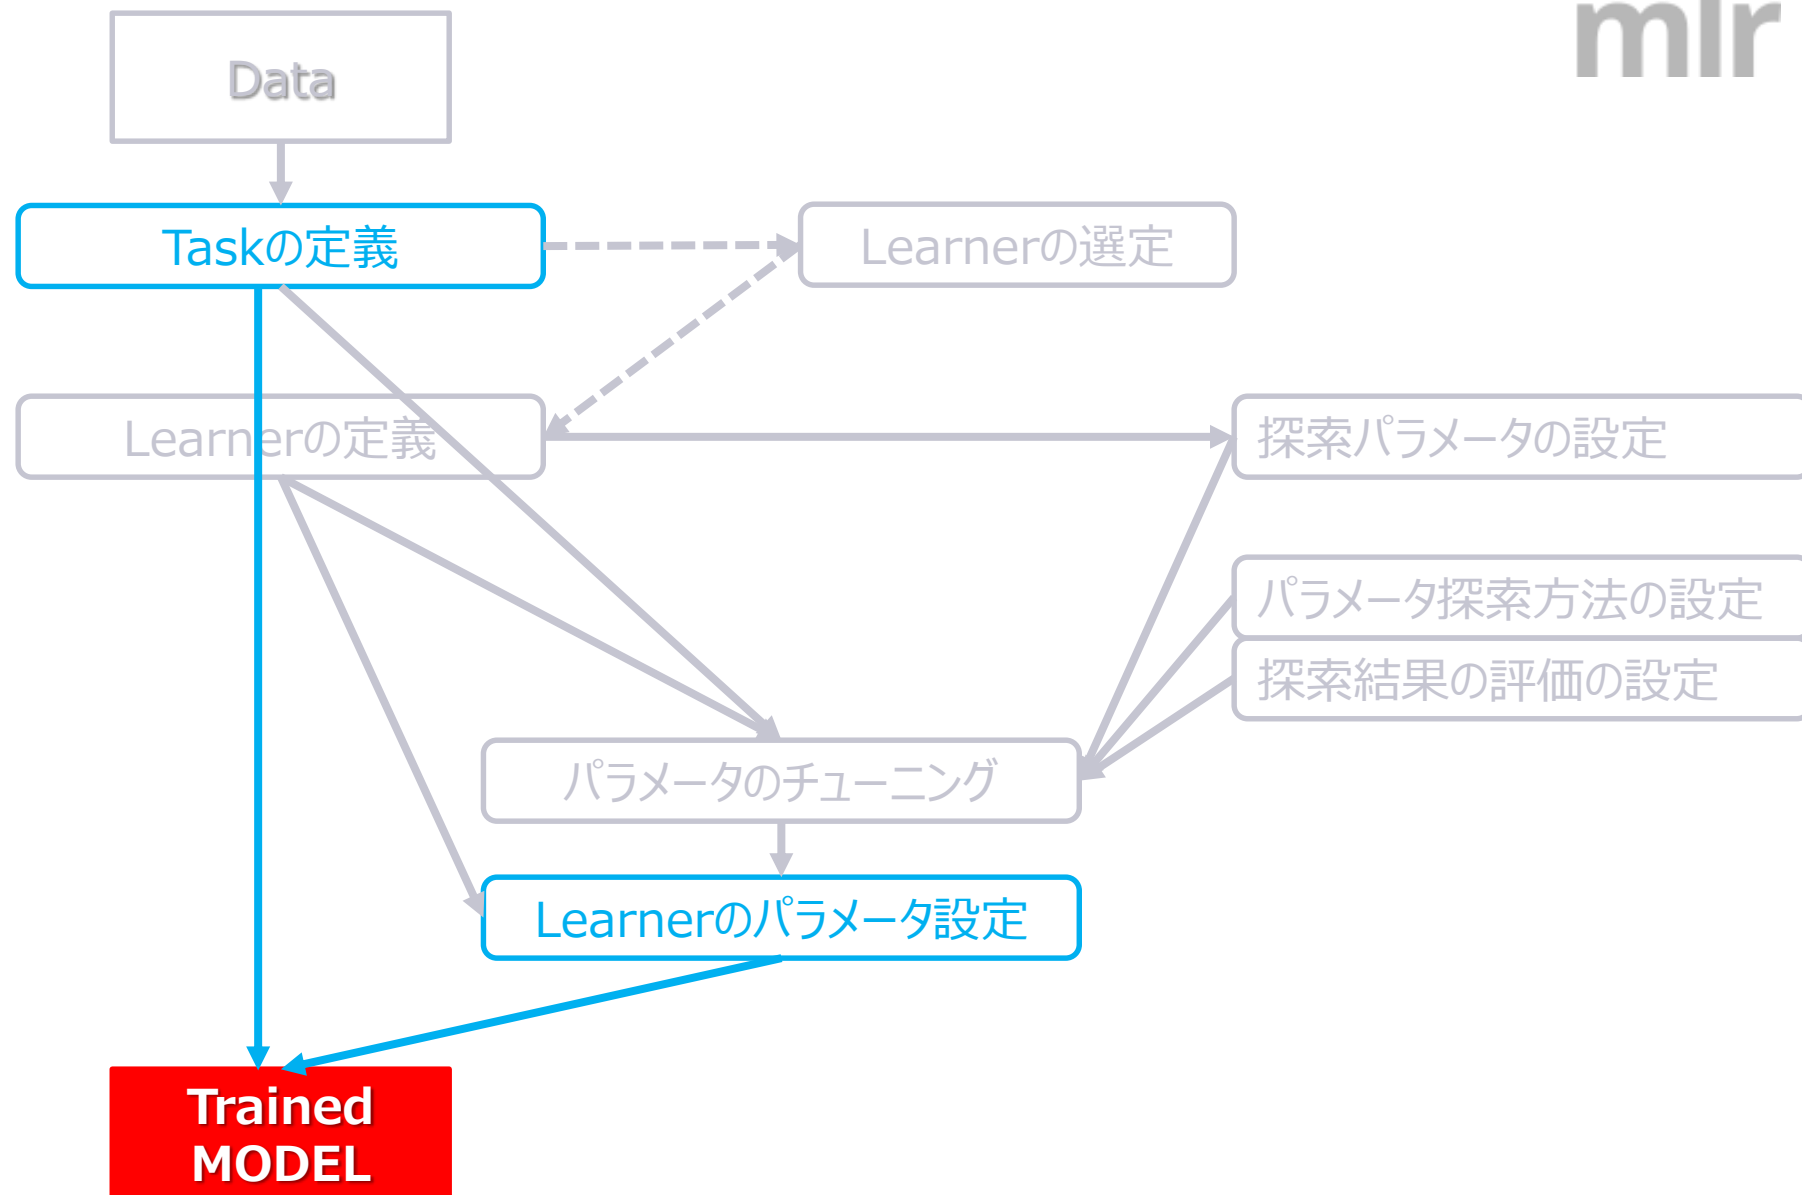 mlr
Data
Taskの定義
Learnerの選定
Learnerの定義
探索パラメータの設定
パラメータ探索方法の設定
探索結果の評価の設定
パラメータのチューニング
Learnerのパラメータ設定
Trained
MODEL